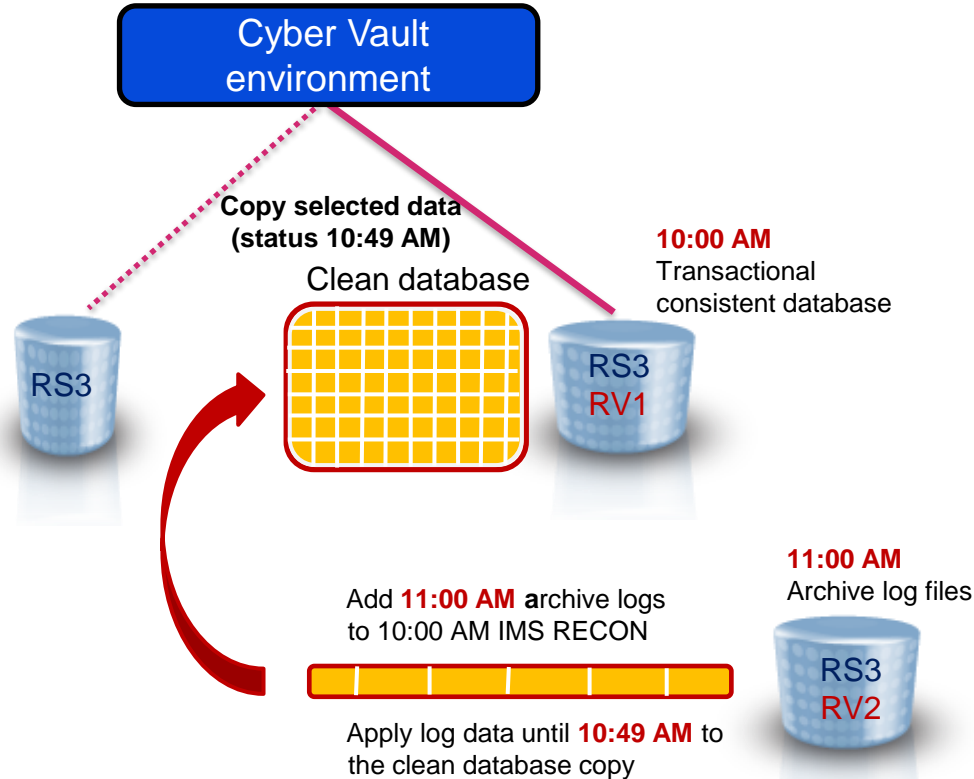 Cyber Vault
environment
Copy selected data
(status 10:49 AM)
10:00 AM
Transactional
consistent database
Clean database
RS3
RS3
RV1
11:00 AM
Archive log files
Add 11:00 AM archive logs
to 10:00 AM IMS RECON
RS3
RV2
Apply log data until 10:49 AM to
the clean database copy